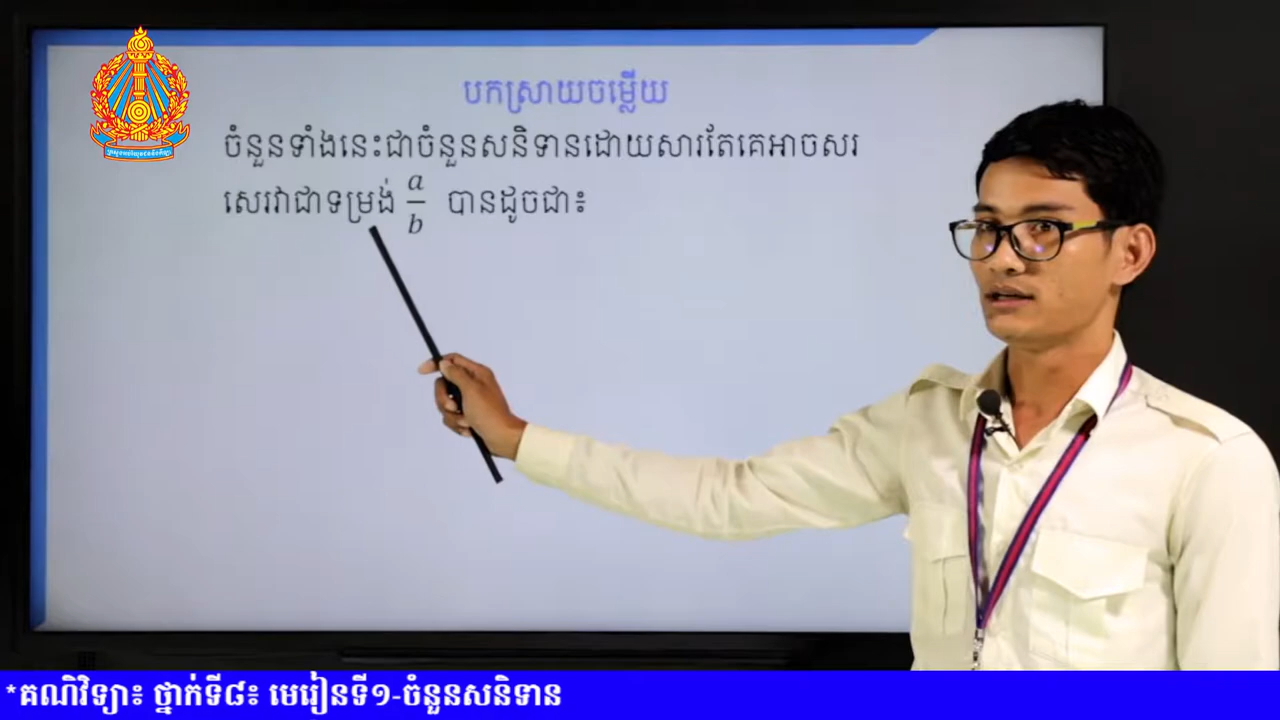 បកស្រាយចម្លើយ
ចំនួនទាំងនេះជាចំនួនសនិទានដោយសារតែគេអាចសរ
សេរវាជាទម្រង់ a/b បានដូចជា៖
*គណិវិទ្យា៖ ថ្នាក់ទី៨៖ មេរៀនទី១-ចំនួនសនិទាន